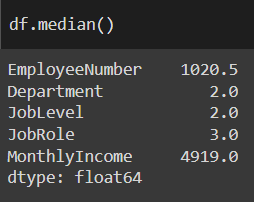 df.median()
EmployeeNumber    1020.5
Department           2.0
JobLevel             2.0
JobRole              3.0
MonthlyIncome     4919.0
dtype: float64